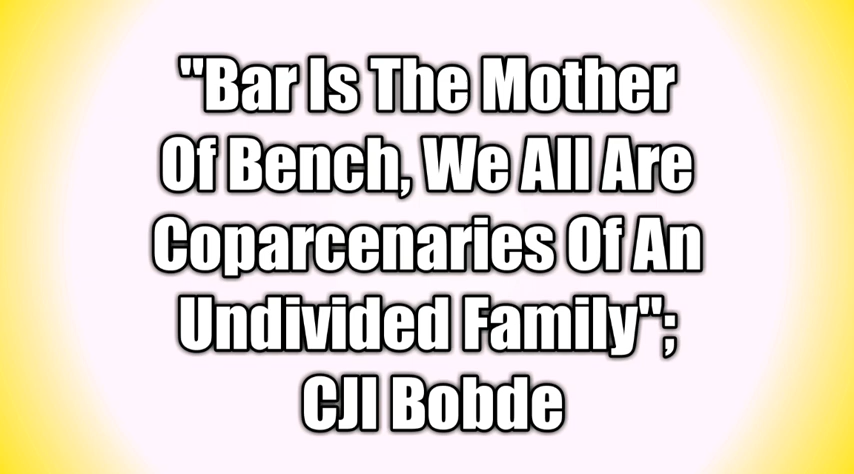 "Bar Is The Mother
Of Bench, We All Are
Coparcenaries Of An
Undivided Family";
CJI Bobde